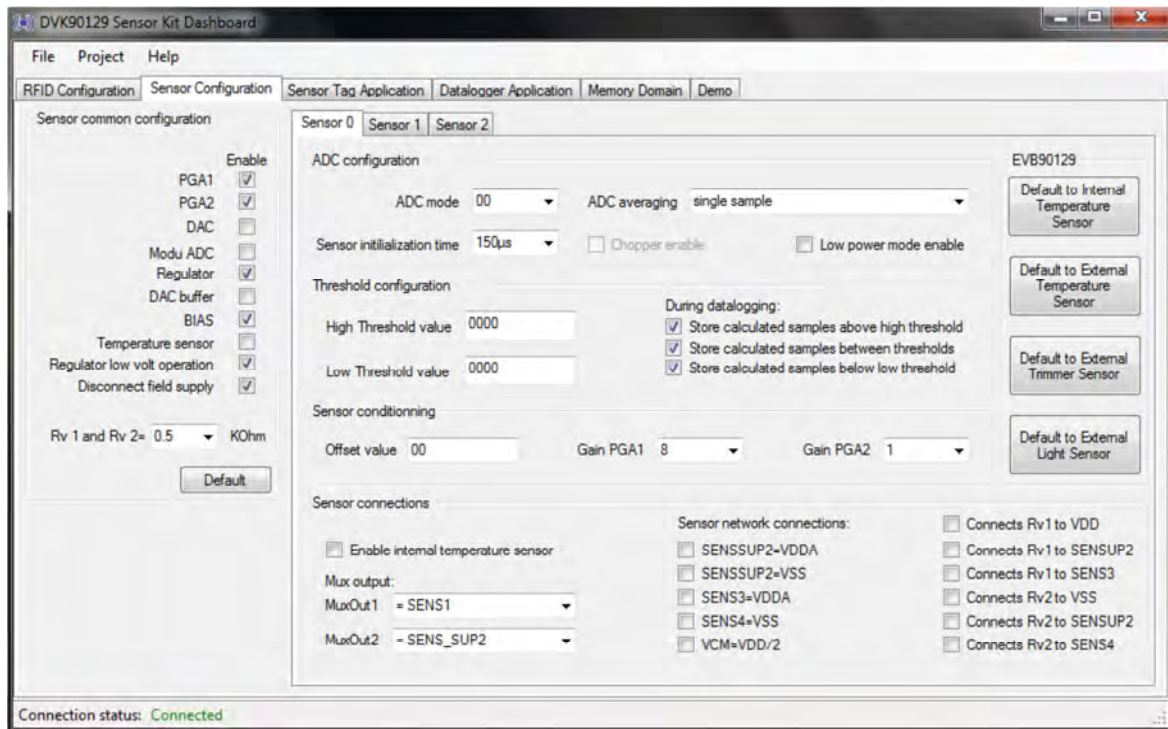 DVK90129 Sensor Kit Dashboard
File Project Help
RFID Configuration Sensor Configuration Sensor Tag Application Datalogger Application Memory Domain Demo
Sensor common configuration
Enable
PGA1
PGA2
DAC
Modu ADC
Regulator
DAC buffer
BIAS
Temperature sensor
Regulator low volt operation
Disconnect field supply
Rv 1 and Rv 2= 0.5 KOhm
Default
Sensor 0 Sensor 1 Sensor 2
ADC configuration
ADC mode 00 ADC averaging single sample
Sensor initilialization time 150µs Chopper enable Low power mode enable
Threshold configuration
High Threshold value 0000
Low Threshold value 0000
During datalogging:
Store calculated samples above high threshold
Store calculated samples between thresholds
Store calculated samples below low threshold
Sensor conditionning
Offset value 00 Gain PGA1 8 Gain PGA2 1
Sensor connections
Enable internal temperature sensor
Mux output:
MuxOut1 = SENS1
MuxOut2 = SENS_SUP2
Sensor network connections:
SENSSUP2=VDDA
SENSSUP2=VSS
SENS3=VDDA
SENS4=VSS
VCM=VDD/2
Connects Rv1 to VDD
Connects Rv1 to SENSUP2
Connects Rv1 to SENS3
Connects Rv2 to VSS
Connects Rv2 to SENSUP2
Connects Rv2 to SENS4
EVB90129
Default to Internal
Temperature
Sensor
Default to External
Temperature
Sensor
Default to External
Trimmer Sensor
Default to External
Light Sensor
Connection status: Connected